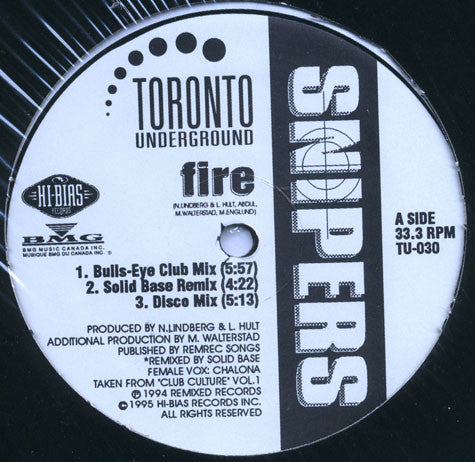 TORONTO
UNDERGROUND
fire
(N.LINDBERG & L. HULT, ABDUL,
M.WALTERSTAD, M.ENGLUND)
HI-BIAS
RECORDS
BMG
BMG MUSIC CANADA INC.
MUSIQUE BMG DU CANADA INC. ®
SNIPERS
A SIDE
33.3 RPM
TU-030
1. Bulls-Eye Club Mix (5:57)
2. Solid Base Remix (4:22)
3. Disco Mix (5:13)
PRODUCED BY N.LINDBERG & L. HULT
ADDITIONAL PRODUCTION BY M. WALTERSTAD
PUBLISHED BY REMREC SONGS
*REMIXED BY SOLID BASE
FEMALE VOX: CHALONA
TAKEN FROM "CLUB CULTURE" VOL.1
℗ 1994 REMIXED RECORDS
©1995 HI-BIAS RECORDS INC.
ALL RIGHTS RESERVED